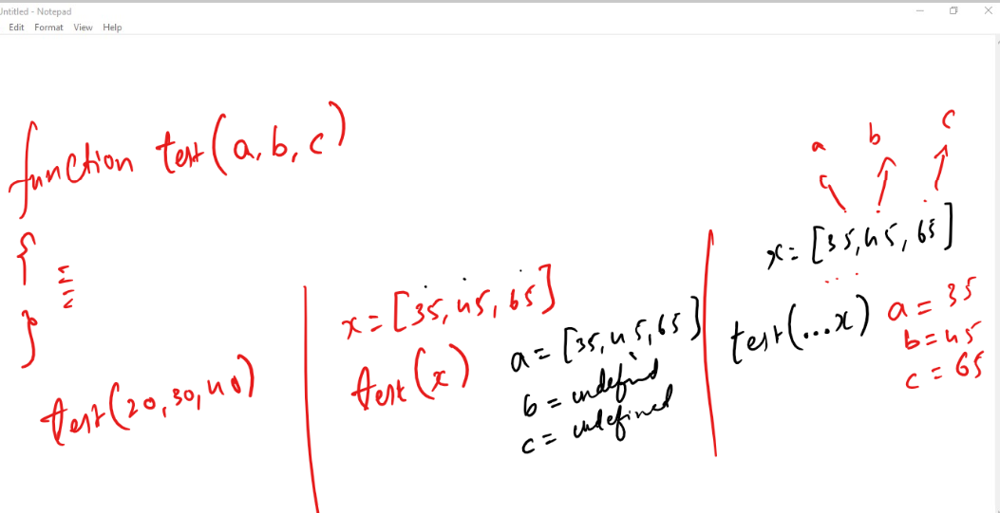 Untitled - Notepad
Edit Format View Help
function test(a, b, c)
{
}
test(20, 30, 40)
x = [35, 45, 65]
test(x)
a = [35, 45, 65]
b = undefind
c = undefined
a b c
x = [35, 45, 65]
test(...x)
a = 35
b = 45
c = 65